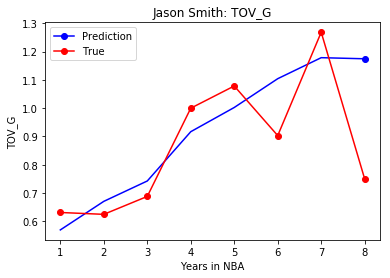 Jason Smith: TOV_G
Prediction
True
TOV_G
1.3
1.2
1.1
1.0
0.9
0.8
0.7
0.6
1 2 3 4 5 6 7 8
Years in NBA